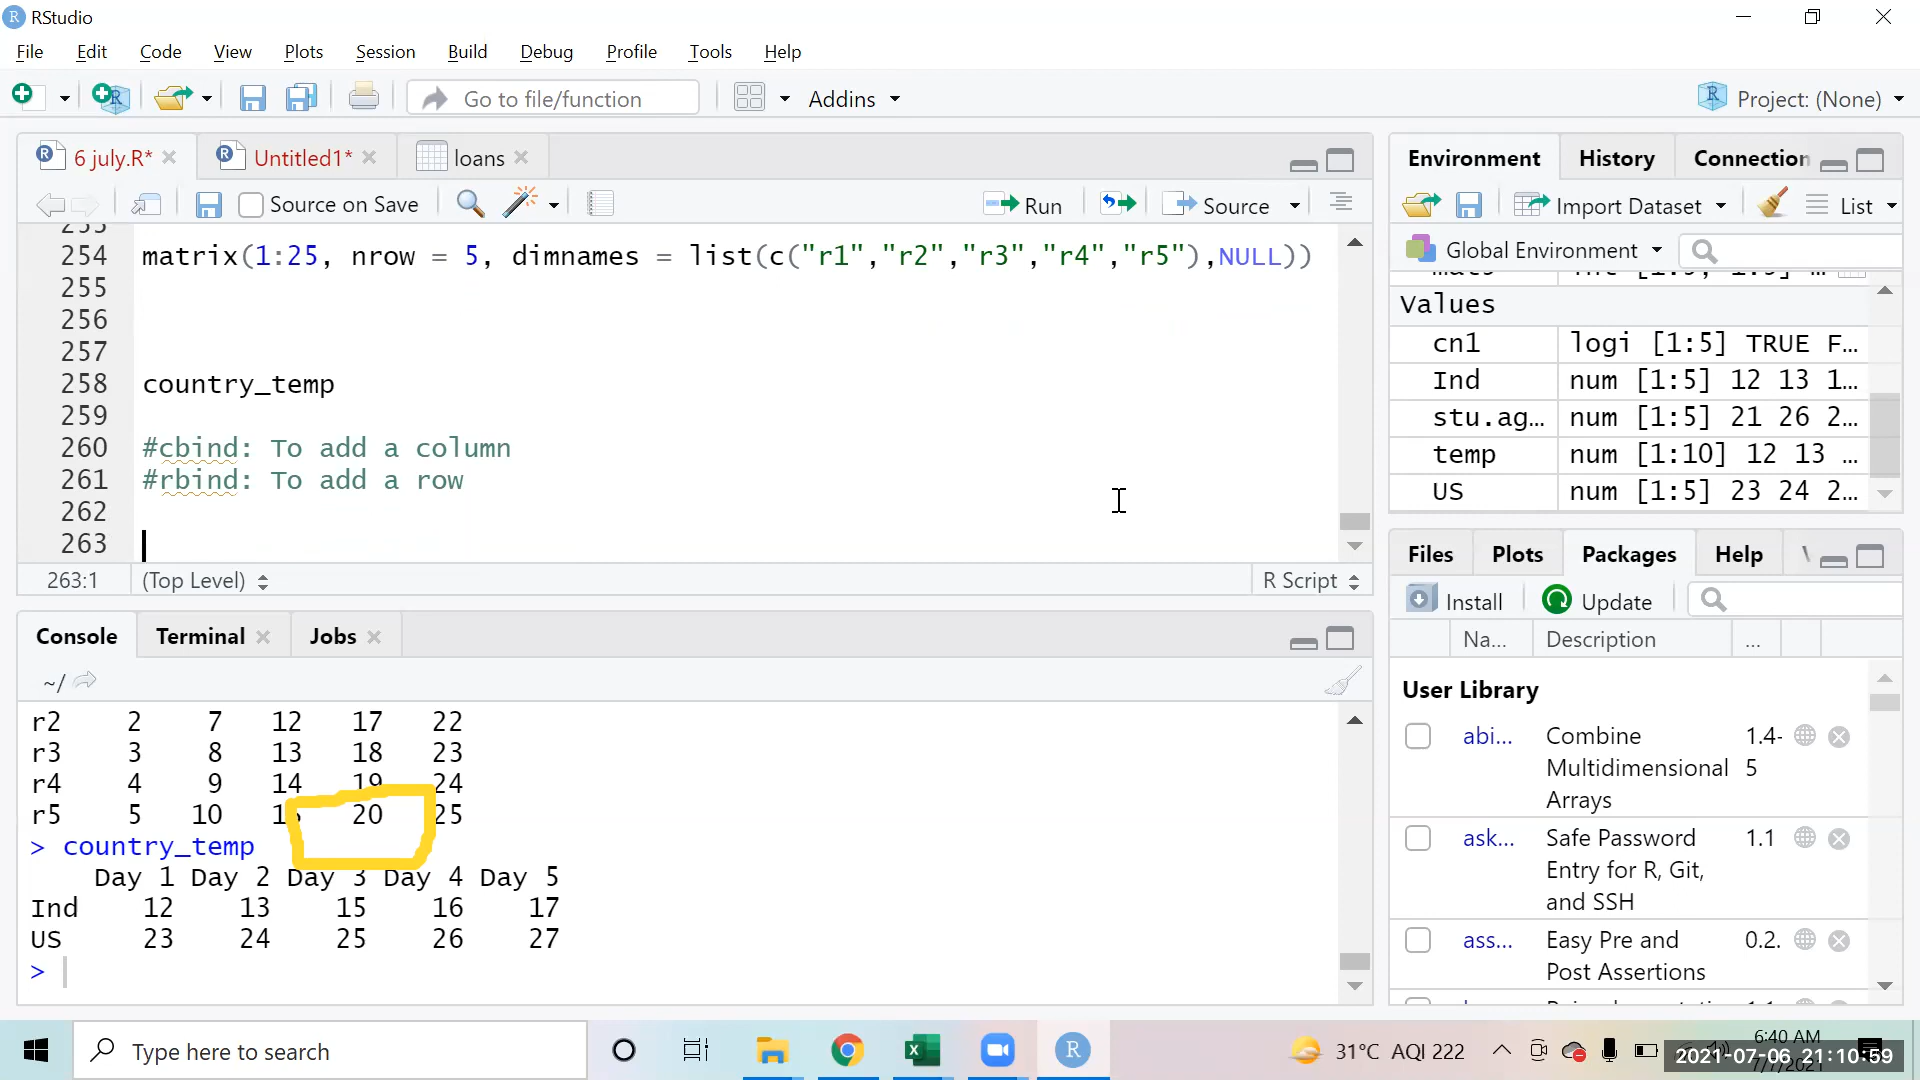 RStudio
File Edit Code View Plots Session Build Debug Profile Tools Help
Go to file/function Addins Project: (None)
6 july.R* Untitled1* loans
Source on Save Run Source
254 matrix(1:25, nrow = 5, dimnames = list(c("r1","r2","r3","r4","r5"),NULL))
255
256
257
258 country_temp
259
260 #cbind: To add a column
261 #rbind: To add a row
262
263
263:1 (Top Level) R Script
Console Terminal Jobs
~/
r2 2 7 12 17 22
r3 3 8 13 18 23
r4 4 9 14 19 24
r5 5 10 15 20 25
> country_temp
Day 1 Day 2 Day 3 Day 4 Day 5
Ind 12 13 15 16 17
US 23 24 25 26 27
>
Environment History Connection
Import Dataset List
Global Environment
Values
cn1 logi [1:5] TRUE F...
Ind num [1:5] 12 13 1...
stu.ag... num [1:5] 21 26 2...
temp num [1:10] 12 13 ...
US num [1:5] 23 24 2...
Files Plots Packages Help
Install Update
Na... Description ...
User Library
abi... Combine 1.4-
Multidimensional 5
Arrays
ask... Safe Password 1.1
Entry for R, Git,
and SSH
ass... Easy Pre and 0.2.
Post Assertions
Type here to search
31°C AQI 222
6:40 AM
2021-07-06 21:10:59